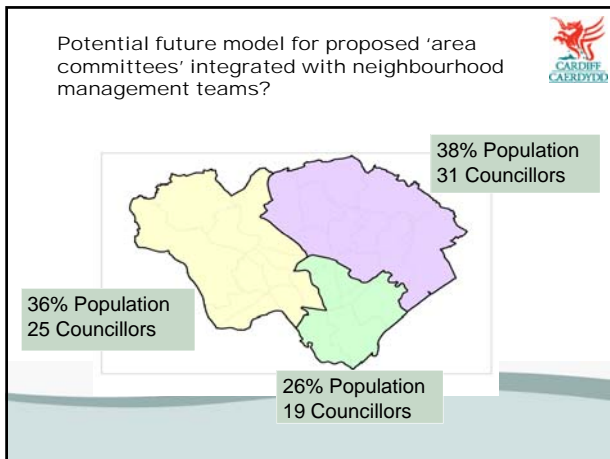 Potential future model for proposed ‘area
committees’ integrated with neighbourhood
management teams?
CARDIFF
CAERDYDD
38% Population
31 Councillors
36% Population
25 Councillors
26% Population
19 Councillors